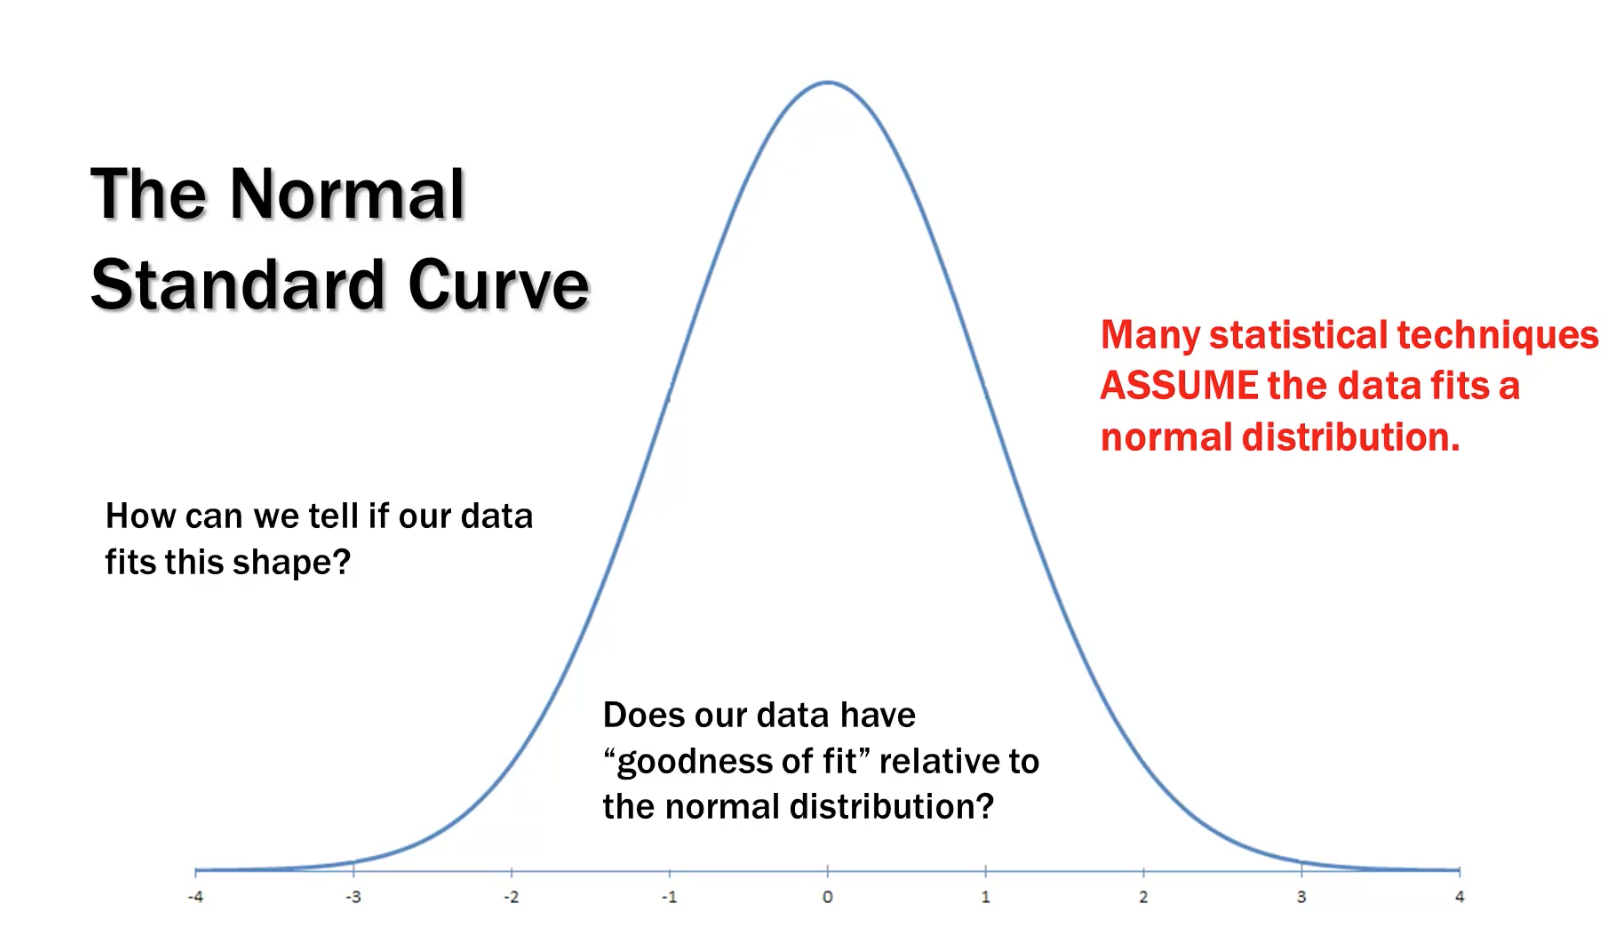 The Normal
Standard Curve
Many statistical techniques
ASSUME the data fits a
normal distribution.
How can we tell if our data
fits this shape?
Does our data have
“goodness of fit” relative to
the normal distribution?
-4 -3 -2 -1 0 1 2 3 4